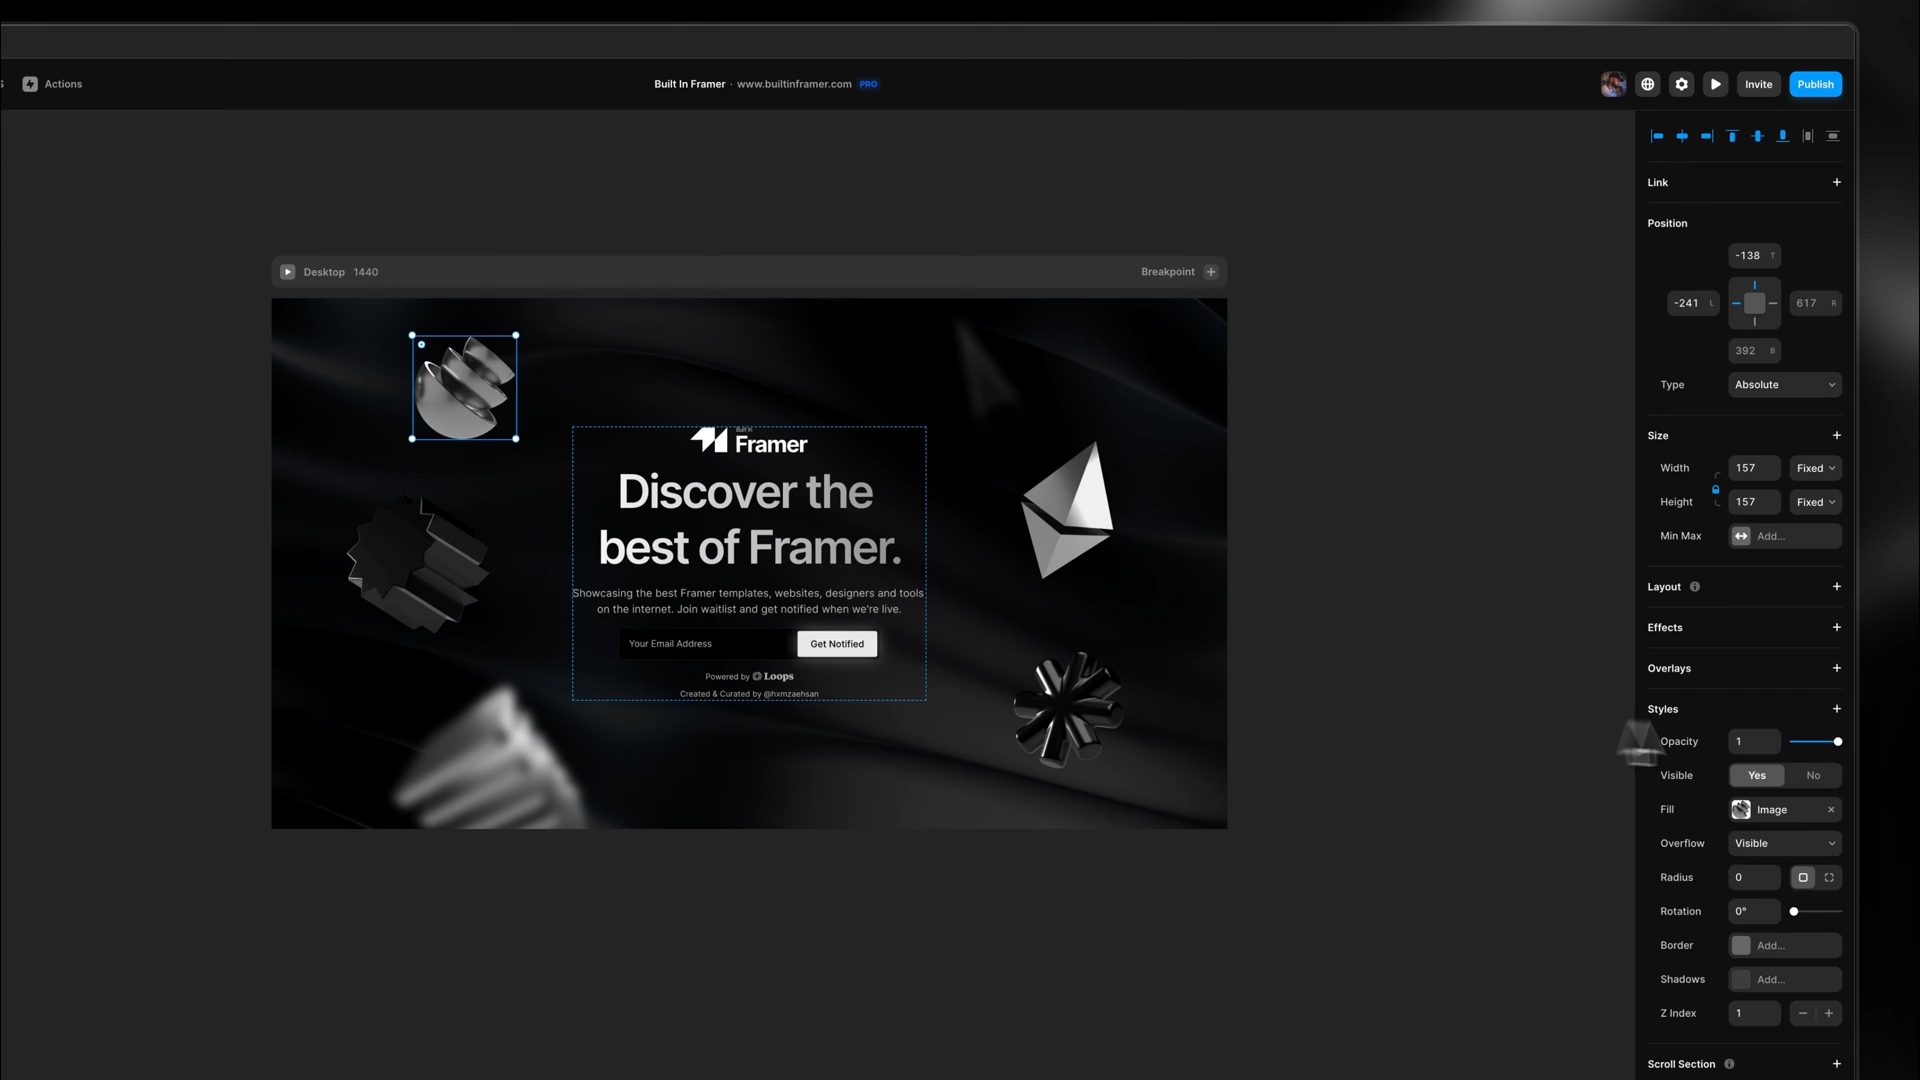 Actions
Built In Framer · www.builtinframer.com PRO
Invite
Publish
Link
Position
-138 T
-241 L
617 R
392 B
Type Absolute
Size
Width 157 Fixed
Height 157 Fixed
Min Max Add...
Layout
Effects
Overlays
Styles
Opacity 1
Visible Yes No
Fill Image
Overflow Visible
Radius 0
Rotation 0°
Border Add...
Shadows Add...
Z Index 1
Scroll Section
Desktop 1440
Breakpoint
Built In
Framer
Discover the
best of Framer.
Showcasing the best Framer templates, websites, designers and tools
on the internet. Join waitlist and get notified when we're live.
Your Email Address
Get Notified
Powered by Loops
Created & Curated by @hxmzaehsan